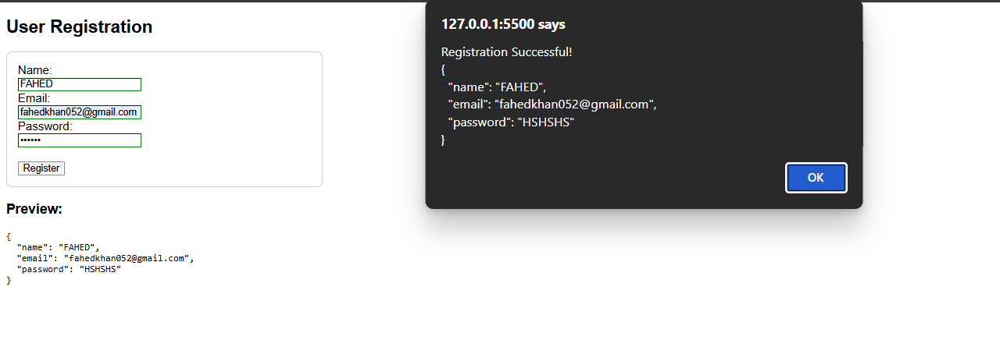 User Registration
Name:
FAHED
Email:
fahedkhan052@gmail.com
Password:
••••••
Register
Preview:
{
  "name": "FAHED",
  "email": "fahedkhan052@gmail.com",
  "password": "HSHSHS"
}
127.0.0.1:5500 says
Registration Successful!
{
  "name": "FAHED",
  "email": "fahedkhan052@gmail.com",
  "password": "HSHSHS"
}
OK